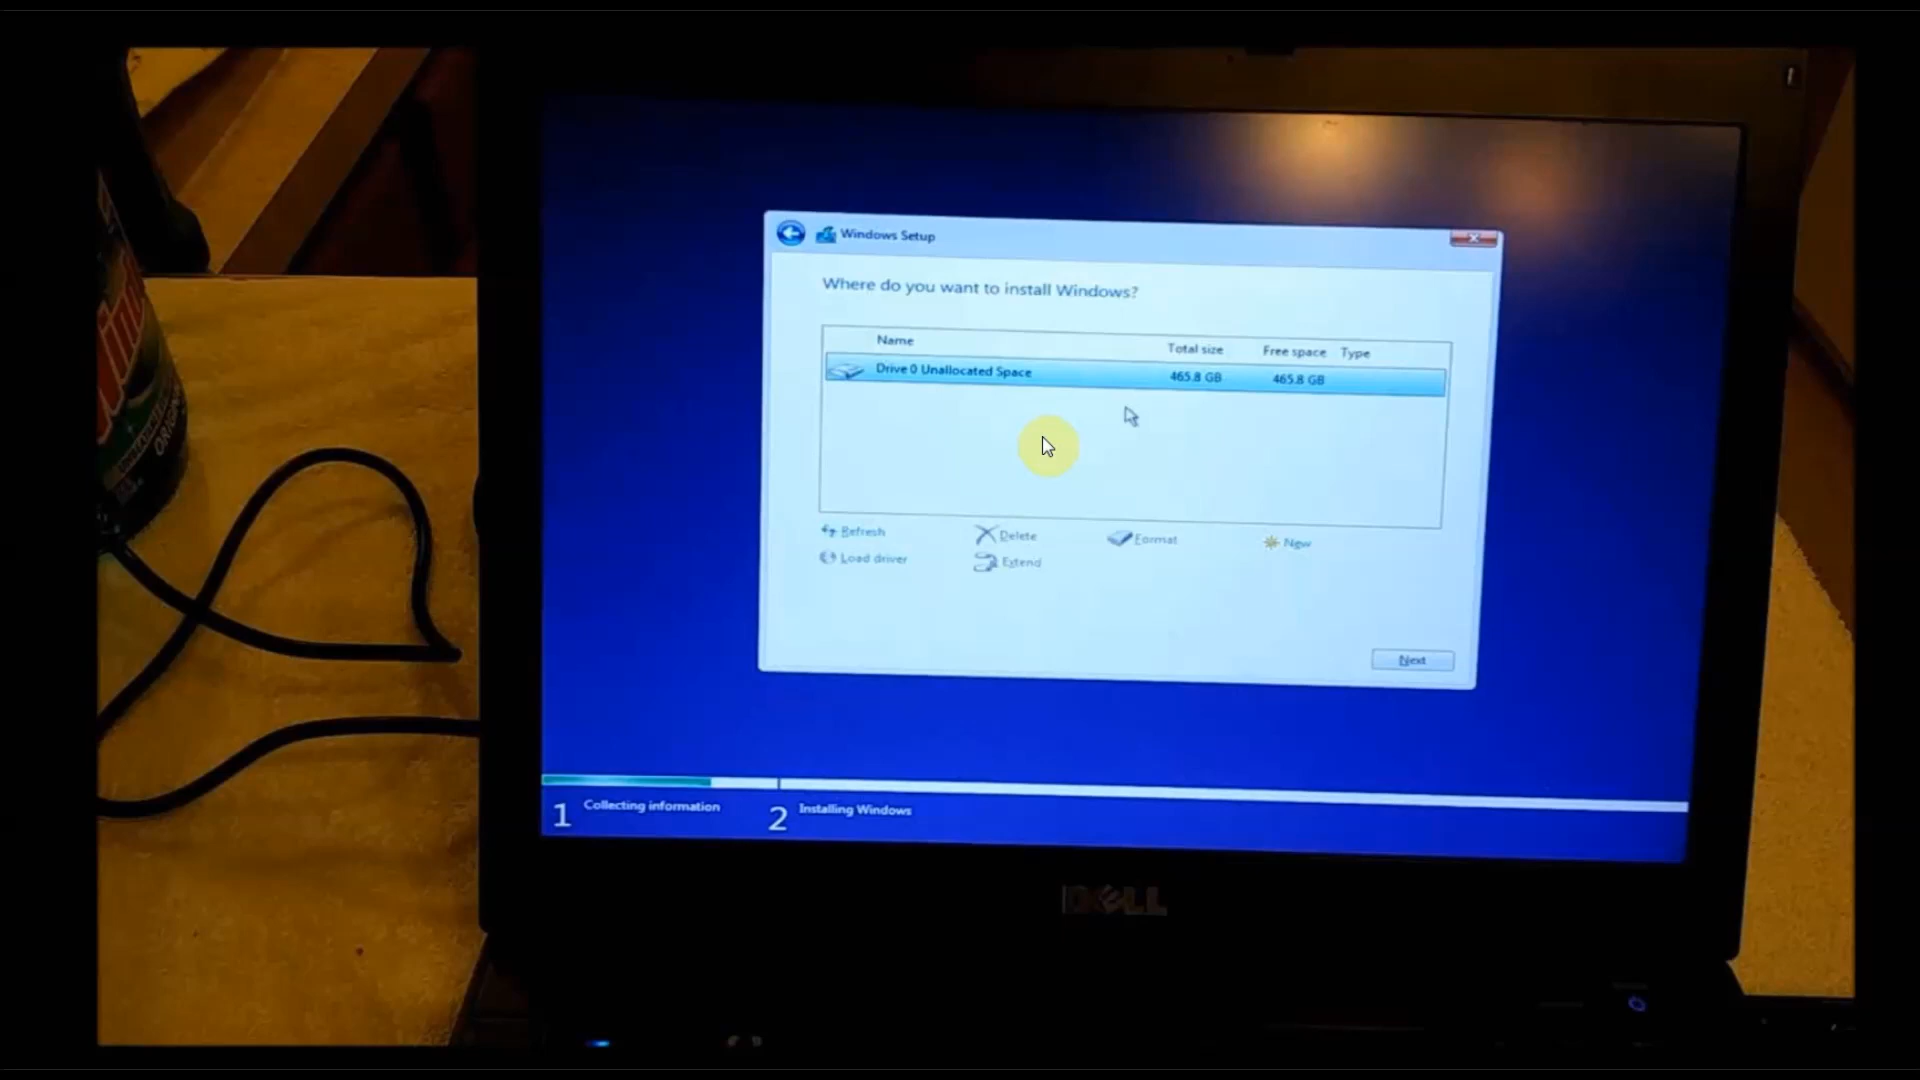 Windows Setup
Where do you want to install Windows?
Name Total size Free space Type
Drive 0 Unallocated Space 465.8 GB 465.8 GB
Refresh Delete Format New
Load driver Extend
Next
1 Collecting information 2 Installing Windows
DELL
ORIGINAL